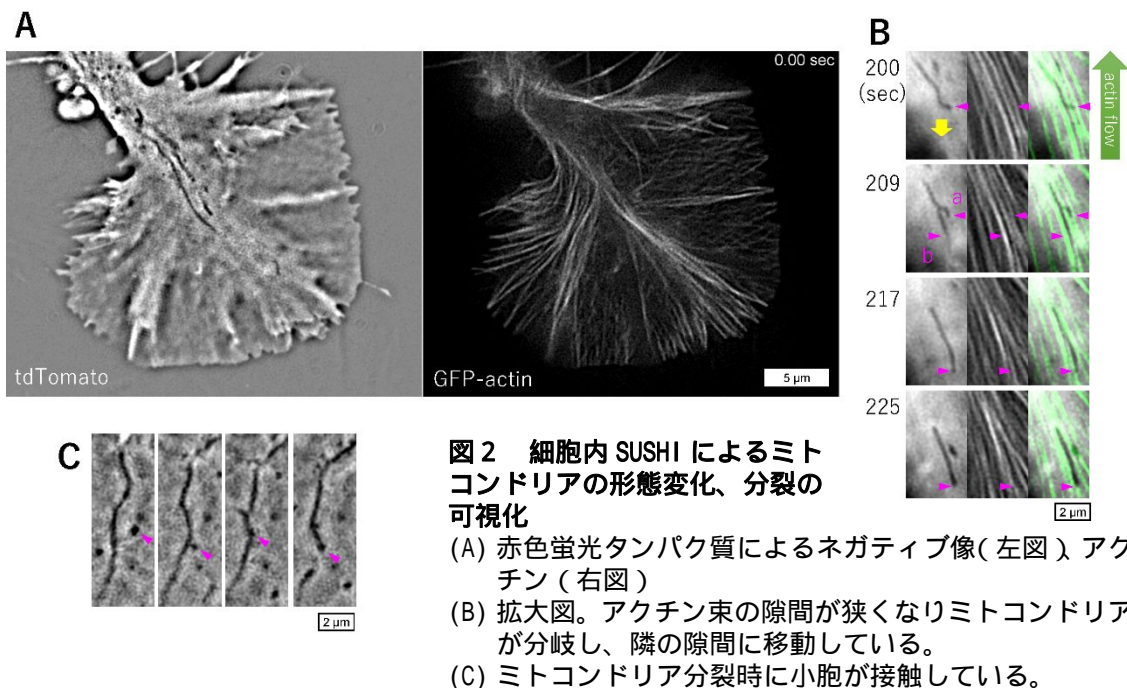 A
0.00 sec
tdTomato
GFP-actin
5 μm
B
200
(sec)
actin flow
209
a
b
217
225
2 μm
C
2 μm
図２　細胞内 SUSHI によるミト
コンドリアの形態変化、分裂の
可視化
(A) 赤色蛍光タンパク質によるネガティブ像（左図）、アク
チン（右図）
(B) 拡大図。アクチン束の隙間が狭くなりミトコンドリア
が分岐し、隣の隙間に移動している。
(C) ミトコンドリア分裂時に小胞が接触している。